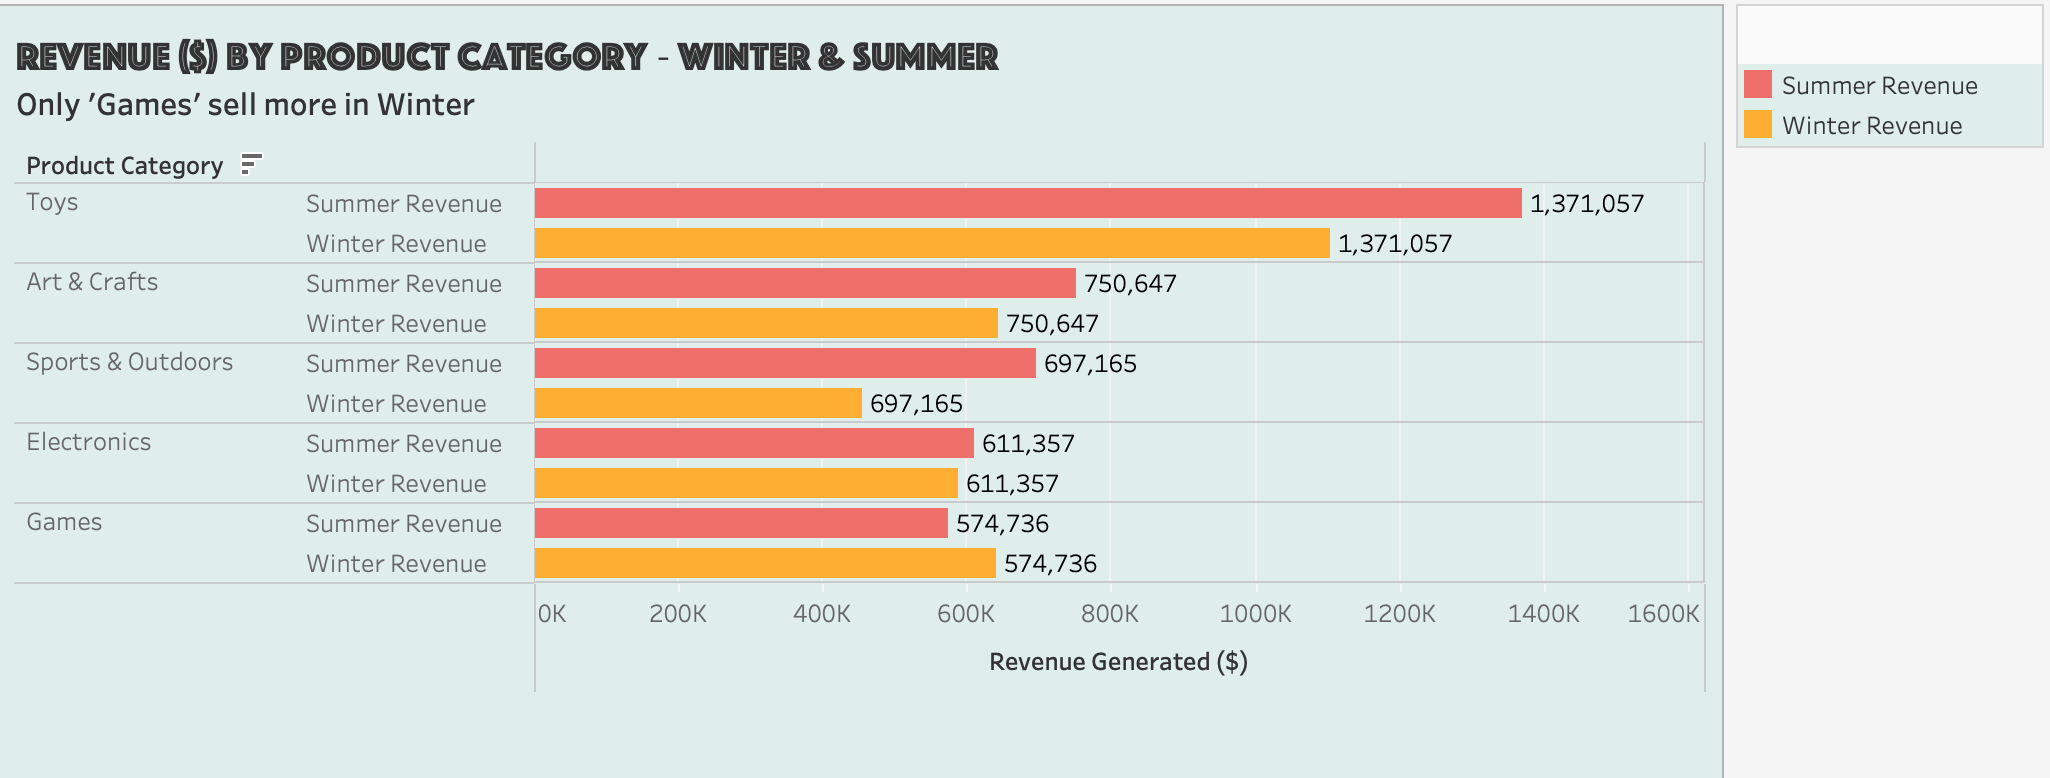 REVENUE ($) BY PRODUCT CATEGORY - WINTER & SUMMER
Only 'Games' sell more in Winter
Product Category
Toys Summer Revenue 1,371,057
Winter Revenue 1,371,057
Art & Crafts Summer Revenue 750,647
Winter Revenue 750,647
Sports & Outdoors Summer Revenue 697,165
Winter Revenue 697,165
Electronics Summer Revenue 611,357
Winter Revenue 611,357
Games Summer Revenue 574,736
Winter Revenue 574,736
0K 200K 400K 600K 800K 1000K 1200K 1400K 1600K
Revenue Generated ($)
Summer Revenue
Winter Revenue